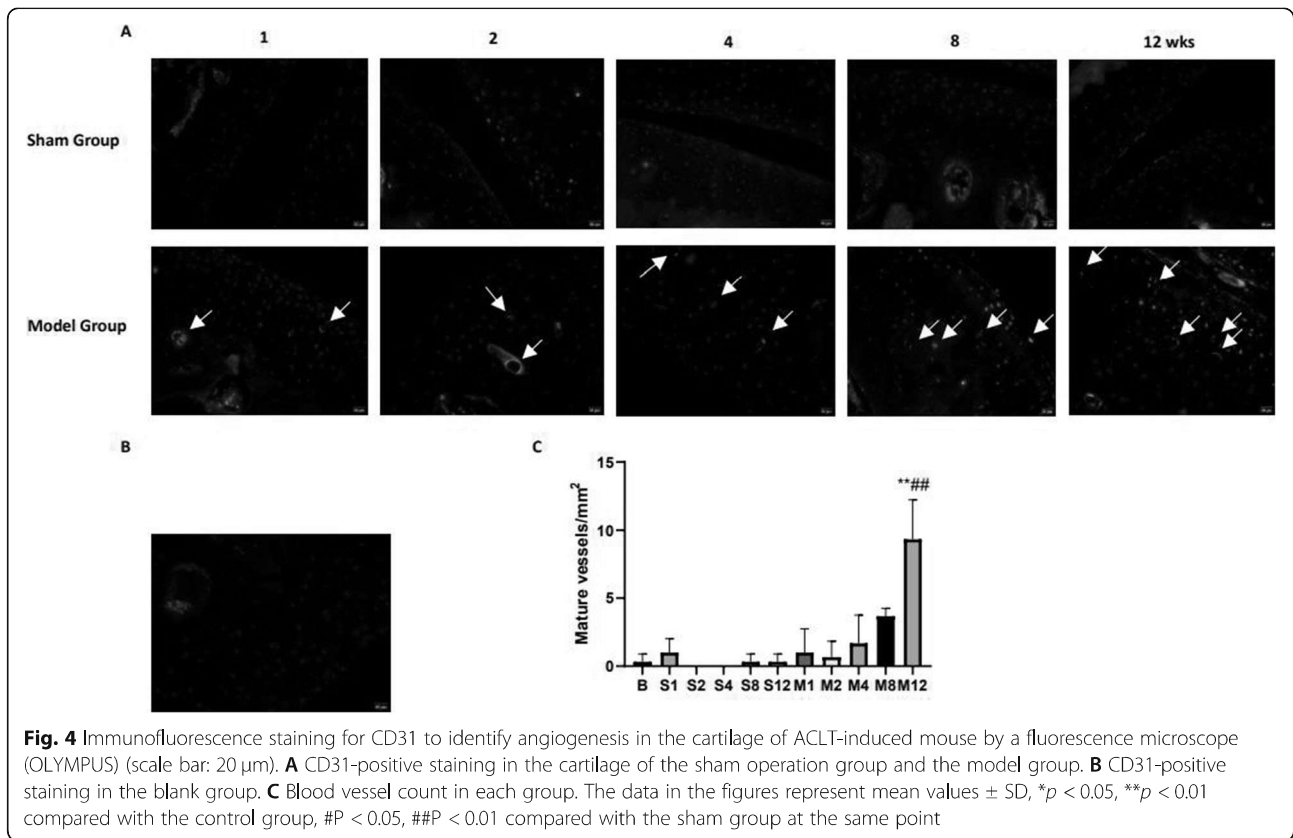 A
1 2 4 8 12 wks
Sham Group
Model Group
B
C
Mature vessels/mm²
15
**##
10
5
0
B S1 S2 S4 S8 S12 M1 M2 M4 M8 M12
Fig. 4 Immunofluorescence staining for CD31 to identify angiogenesis in the cartilage of ACLT-induced mouse by a fluorescence microscope
(OLYMPUS) (scale bar: 20 μm). A CD31-positive staining in the cartilage of the sham operation group and the model group. B CD31-positive
staining in the blank group. C Blood vessel count in each group. The data in the figures represent mean values ± SD, *p < 0.05, **p < 0.01
compared with the control group, #P < 0.05, ##P < 0.01 compared with the sham group at the same point